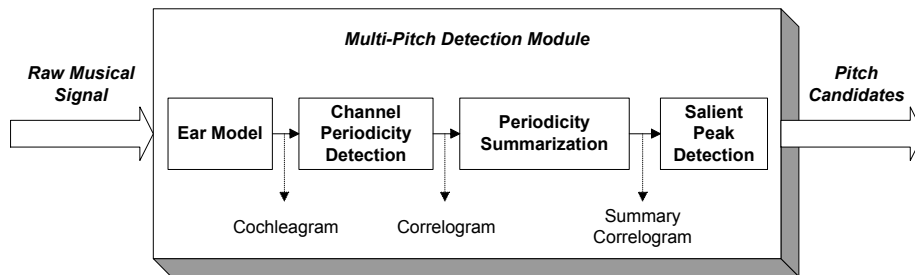 Multi-Pitch Detection Module
Raw Musical
Signal
Pitch
Candidates
Ear Model
Channel
Periodicity
Detection
Periodicity
Summarization
Salient
Peak
Detection
Cochleagram
Correlogram
Summary
Correlogram